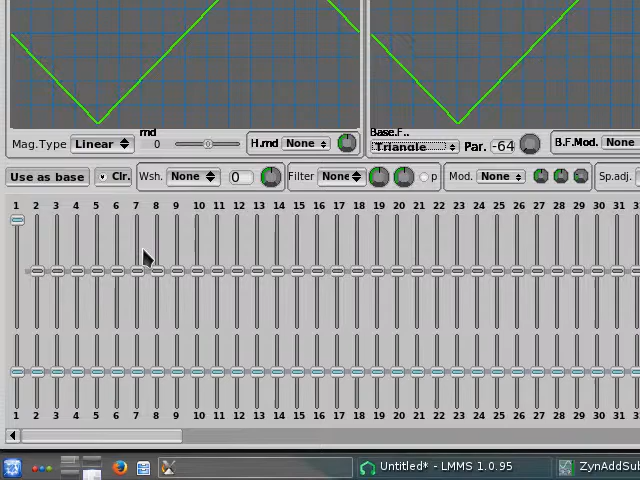 rnd
Base.F..
Mag.Type Linear 0 H.rnd None Triangle Par. -64 B.F.Mod. None
Use as base Clr. Wsh. None 0 Filter None p Mod. None Sp.adj.
1 2 3 4 5 6 7 8 9 10 11 12 13 14 15 16 17 18 19 20 21 22 23 24 25 26 27 28 29 30 31
1 2 3 4 5 6 7 8 9 10 11 12 13 14 15 16 17 18 19 20 21 22 23 24 25 26 27 28 29 30 31
Untitled* - LMMS 1.0.95 ZynAddSub